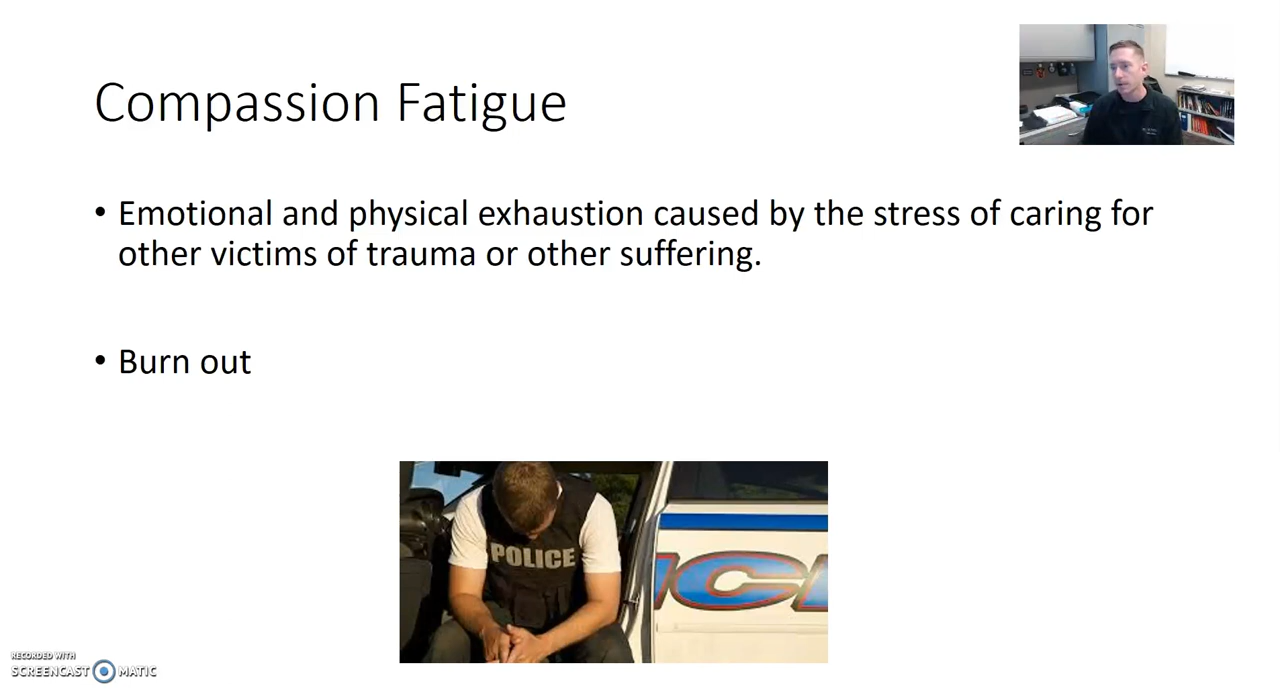 Compassion Fatigue
• Emotional and physical exhaustion caused by the stress of caring for
other victims of trauma or other suffering.
• Burn out
POLICE
ICE
RECORDED WITH
SCREENCAST MATIC